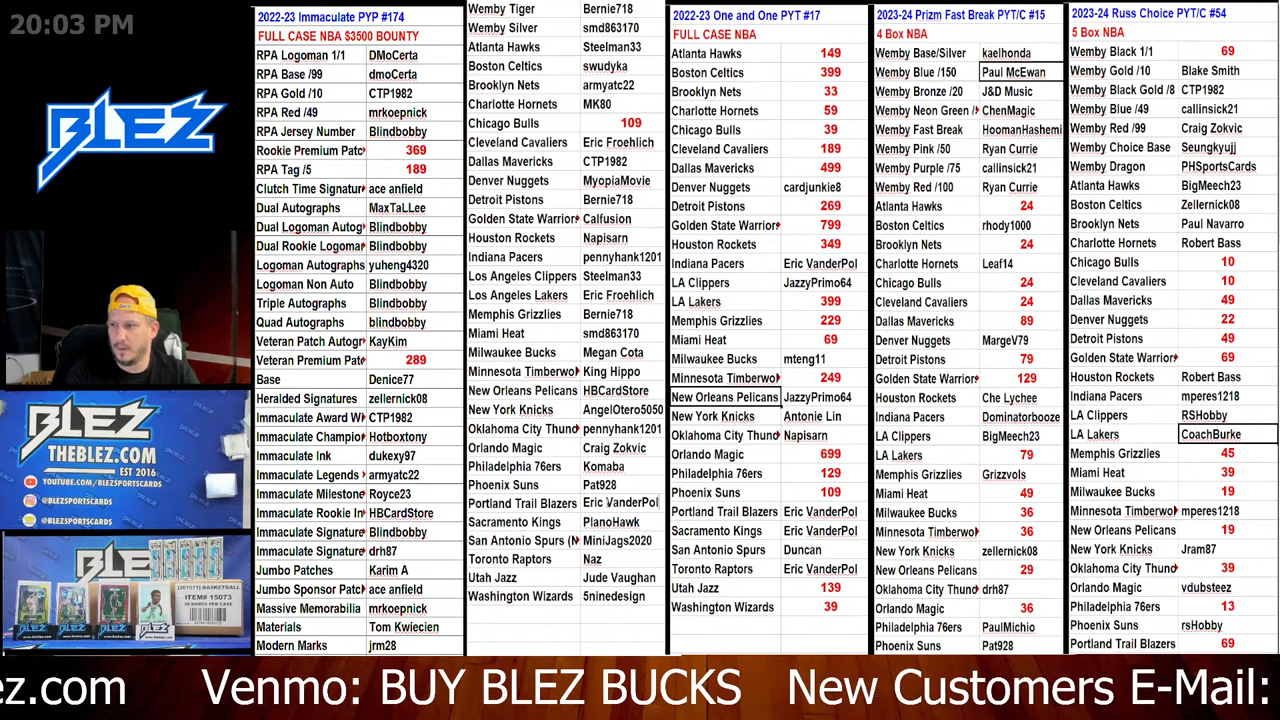 20:03 PM
BLEZ
BLEZ
THEBLEZ.COM
EST 2016
YOUTUBE.COM/BLEZSPORTSCARDS
@BLEZSPORTSCARDS
@BLEZSPORTSCARDS
ITEM# 15073
2022-23 Immaculate PYP #174
FULL CASE NBA $3500 BOUNTY
RPA Logoman 1/1 DMoCerta
RPA Base /99 dmoCerta
RPA Gold /10 CTP1982
RPA Red /49 mrkoepnick
RPA Jersey Number Blindbobby
Rookie Premium Patc 369
RPA Tag /5 189
Clutch Time Signatur ace anfield
Dual Autographs MaxTaLLee
Dual Logoman Autog Blindbobby
Dual Rookie Logomar Blindbobby
Logoman Autographs yuheng4320
Logoman Non Auto Blindbobby
Triple Autographs Blindbobby
Quad Autographs blindbobby
Veteran Patch Autogr KayKim
Veteran Premium Pate 289
Base Denice77
Heralded Signatures zellernick08
Immaculate Award W CTP1982
Immaculate Champio Hotboxtony
Immaculate Ink dukexy97
Immaculate Legends armyatc22
Immaculate Milestone Royce23
Immaculate Rookie In HBCardStore
Immaculate Signature Blindbobby
Immaculate Signature drh87
Jumbo Patches Karim A
Jumbo Sponsor Patch ace anfield
Massive Memorabilia mrkoepnick
Materials Tom Kwiecien
Modern Marks jrm28
Wemby Tiger Bernie718
Wemby Silver smd863170
Atlanta Hawks Steelman33
Boston Celtics swudyka
Brooklyn Nets armyatc22
Charlotte Hornets MK80
Chicago Bulls 109
Cleveland Cavaliers Eric Froehlich
Dallas Mavericks CTP1982
Denver Nuggets MyopiaMovie
Detroit Pistons Bernie718
Golden State Warrior Calfusion
Houston Rockets Napisarn
Indiana Pacers pennyhank1201
Los Angeles Clippers Steelman33
Los Angeles Lakers Eric Froehlich
Memphis Grizzlies Bernie718
Miami Heat smd863170
Milwaukee Bucks Megan Cota
Minnesota Timberwo King Hippo
New Orleans Pelicans HBCardStore
New York Knicks AngelOtero5050
Oklahoma City Thund pennyhank1201
Orlando Magic Craig Zokvic
Philadelphia 76ers Komaba
Phoenix Suns Pat928
Portland Trail Blazers Eric VanderPol
Sacramento Kings PlanoHawk
San Antonio Spurs (N MiniJags2020
Toronto Raptors Naz
Utah Jazz Jude Vaughan
Washington Wizards 5ninedesign
2022-23 One and One PYT #17
FULL CASE NBA
Atlanta Hawks 149
Boston Celtics 399
Brooklyn Nets 33
Charlotte Hornets 59
Chicago Bulls 39
Cleveland Cavaliers 189
Dallas Mavericks 499
Denver Nuggets cardjunkie8
Detroit Pistons 269
Golden State Warrior 799
Houston Rockets 349
Indiana Pacers Eric VanderPol
LA Clippers JazzyPrimo64
LA Lakers 399
Memphis Grizzlies 229
Miami Heat 69
Milwaukee Bucks mteng11
Minnesota Timberwo 249
New Orleans Pelicans JazzyPrimo64
New York Knicks Antonie Lin
Oklahoma City Thund Napisarn
Orlando Magic 699
Philadelphia 76ers 129
Phoenix Suns 109
Portland Trail Blazers Eric VanderPol
Sacramento Kings Eric VanderPol
San Antonio Spurs Duncan
Toronto Raptors Eric VanderPol
Utah Jazz 139
Washington Wizards 39
2023-24 Prizm Fast Break PYT/C #15
4 Box NBA
Wemby Base/Silver kaelhonda
Wemby Blue /150 Paul McEwan
Wemby Bronze /20 J&D Music
Wemby Neon Green / ChenMagic
Wemby Fast Break HoomanHashemi
Wemby Pink /50 Ryan Currie
Wemby Purple /75 callinsick21
Wemby Red /100 Ryan Currie
Atlanta Hawks 24
Boston Celtics rhody1000
Brooklyn Nets 24
Charlotte Hornets Leaf14
Chicago Bulls 24
Cleveland Cavaliers 24
Dallas Mavericks 89
Denver Nuggets MargeV79
Detroit Pistons 79
Golden State Warrior 129
Houston Rockets Che Lychee
Indiana Pacers Dominatorbooze
LA Clippers BigMeech23
LA Lakers 79
Memphis Grizzlies Grizzvols
Miami Heat 49
Milwaukee Bucks 36
Minnesota Timberwo 36
New York Knicks zellernick08
New Orleans Pelicans 29
Oklahoma City Thund drh87
Orlando Magic 36
Philadelphia 76ers PaulMichio
Phoenix Suns Pat928
2023-24 Russ Choice PYT/C #54
5 Box NBA
Wemby Black 1/1 69
Wemby Gold /10 Blake Smith
Wemby Black Gold /8 CTP1982
Wemby Blue /49 callinsick21
Wemby Red /99 Craig Zokvic
Wemby Choice Base Seungkyujj
Wemby Dragon PHSportsCards
Atlanta Hawks BigMeech23
Boston Celtics Zellernick08
Brooklyn Nets Paul Navarro
Charlotte Hornets Robert Bass
Chicago Bulls 10
Cleveland Cavaliers 10
Dallas Mavericks 49
Denver Nuggets 22
Detroit Pistons 49
Golden State Warrior 69
Houston Rockets Robert Bass
Indiana Pacers mperes1218
LA Clippers RSHobby
LA Lakers CoachBurke
Memphis Grizzlies 45
Miami Heat 39
Milwaukee Bucks 19
Minnesota Timberwo mperes1218
New Orleans Pelicans 19
New York Knicks Jram87
Oklahoma City Thund 39
Orlando Magic vdubsteez
Philadelphia 76ers 13
Phoenix Suns rsHobby
Portland Trail Blazers 69
ez.com Venmo: BUY BLEZ BUCKS New Customers E-Mail: